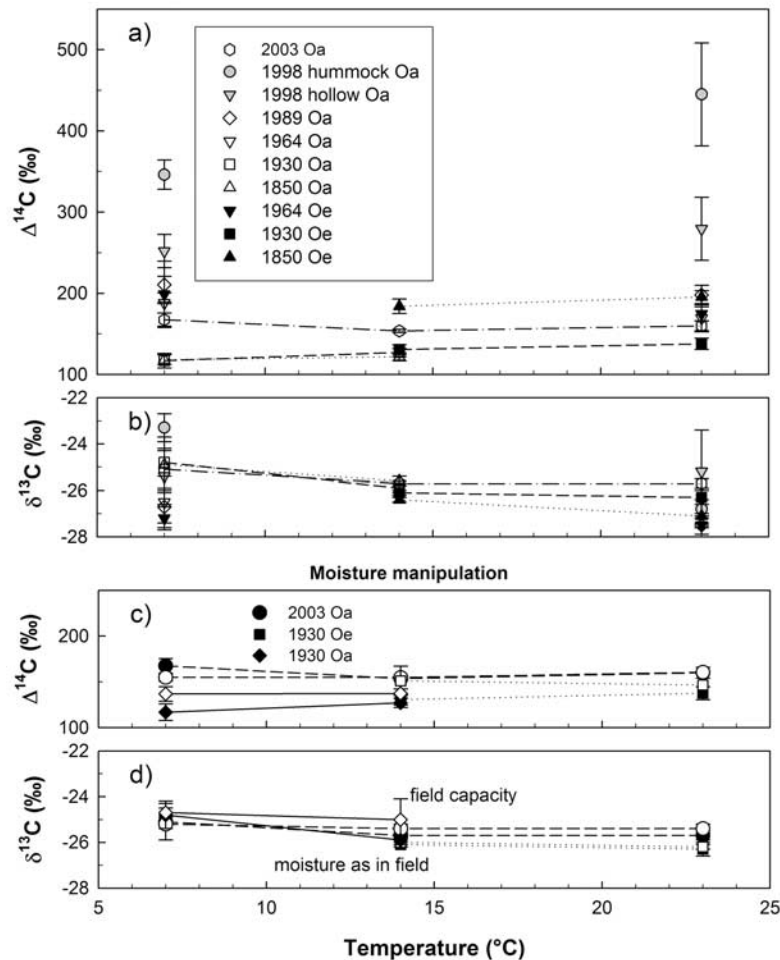 a)
500
400
300
200
100
Δ¹⁴C (‰)
2003 Oa
1998 hummock Oa
1998 hollow Oa
1989 Oa
1964 Oa
1930 Oa
1850 Oa
1964 Oe
1930 Oe
1850 Oe
b)
-22
-24
-26
-28
δ¹³C (‰)
Moisture manipulation
c)
200
100
Δ¹⁴C (‰)
2003 Oa
1930 Oe
1930 Oa
d)
-22
-24
-26
-28
δ¹³C (‰)
field capacity
moisture as in field
5 10 15 20 25
Temperature (°C)